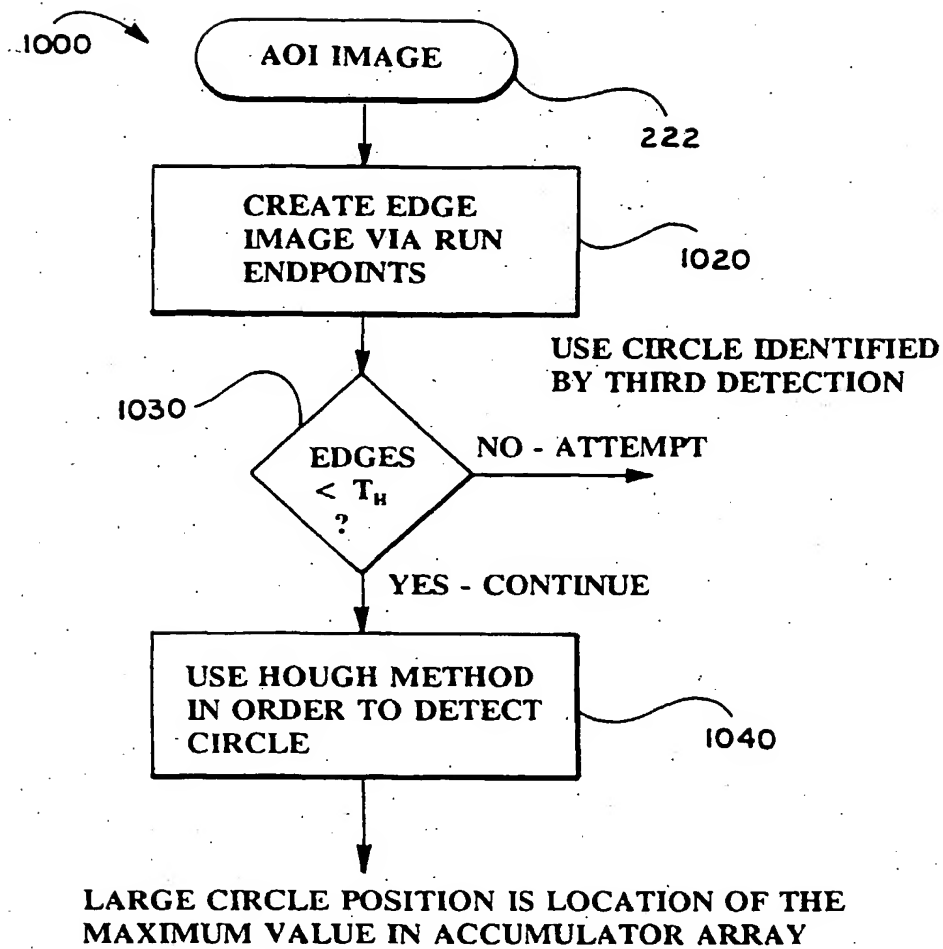 1000
AOI IMAGE
222
CREATE EDGE
IMAGE VIA RUN
ENDPOINTS
1020
USE CIRCLE IDENTIFIED
BY THIRD DETECTION
1030
EDGES
< TH
?
NO - ATTEMPT
YES - CONTINUE
USE HOUGH METHOD
IN ORDER TO DETECT
CIRCLE
1040
LARGE CIRCLE POSITION IS LOCATION OF THE
MAXIMUM VALUE IN ACCUMULATOR ARRAY